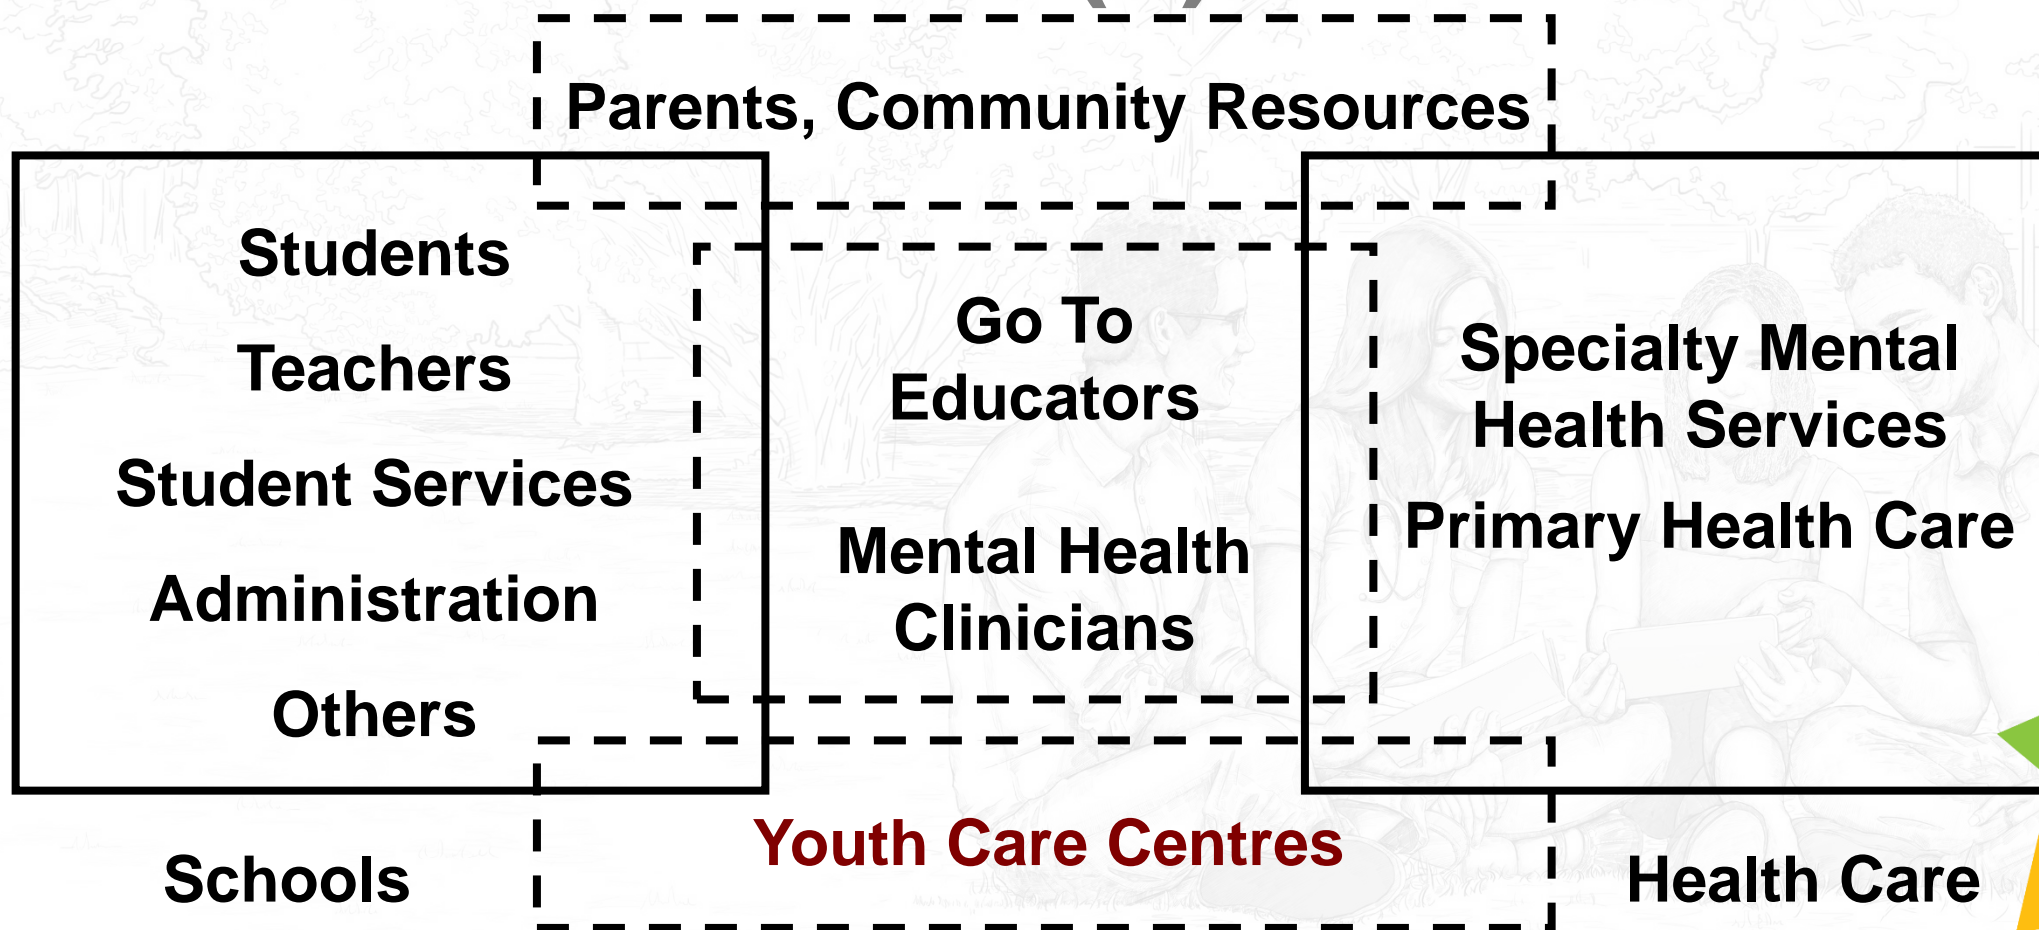 Parents, Community Resources
Students
Teachers
Student Services
Administration
Others
Go To
Educators
Mental Health
Clinicians
Specialty Mental
Health Services
Primary Health Care
Youth Care Centres
Schools
Health Care